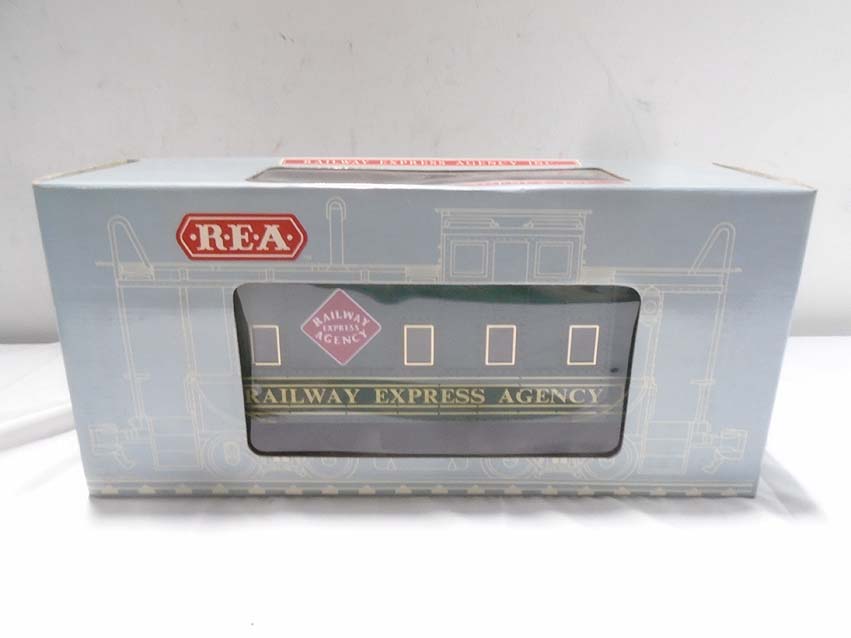 RAILWAY EXPRESS AGENCY INC.
R·E·A
RAILWAY
EXPRESS
AGENCY
RAILWAY EXPRESS AGENCY